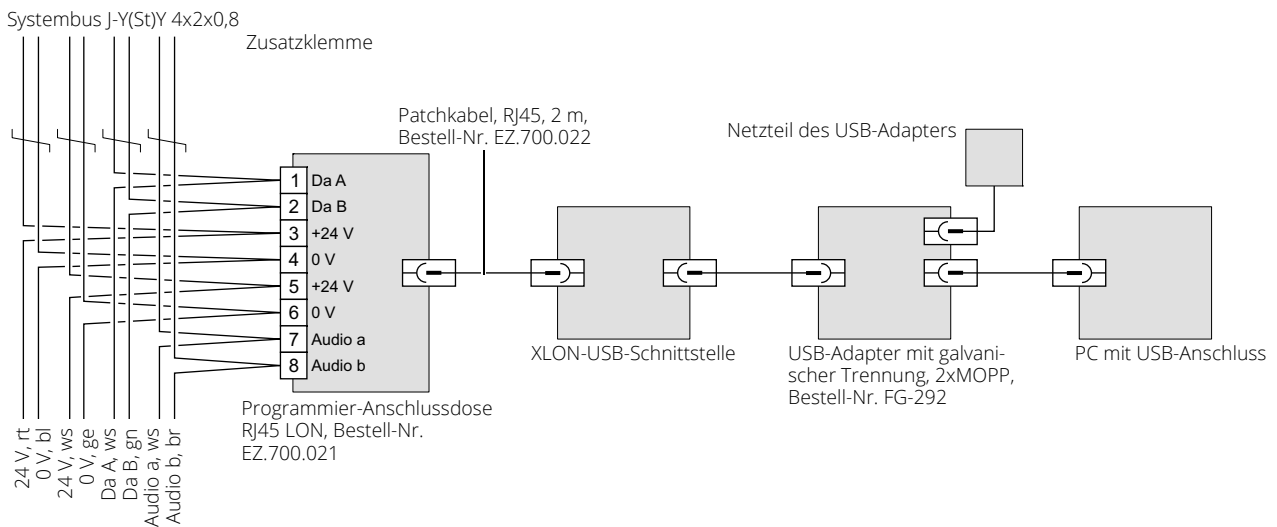 Systembus J-Y(St)Y 4x2x0,8
Zusatzklemme
Patchkabel, RJ45, 2 m,
Bestell-Nr. EZ.700.022
Netzteil des USB-Adapters
1 Da A
2 Da B
3 +24 V
4 0 V
5 +24 V
6 0 V
7 Audio a
8 Audio b
XLON-USB-Schnittstelle
USB-Adapter mit galvani-
scher Trennung, 2xMOPP,
Bestell-Nr. FG-292
PC mit USB-Anschluss
Programmier-Anschlussdose
RJ45 LON, Bestell-Nr.
EZ.700.021
24 V, rt
0 V, bl
24 V, ws
0 V, ge
Da A, ws
Da B, gn
Audio a, ws
Audio b, br